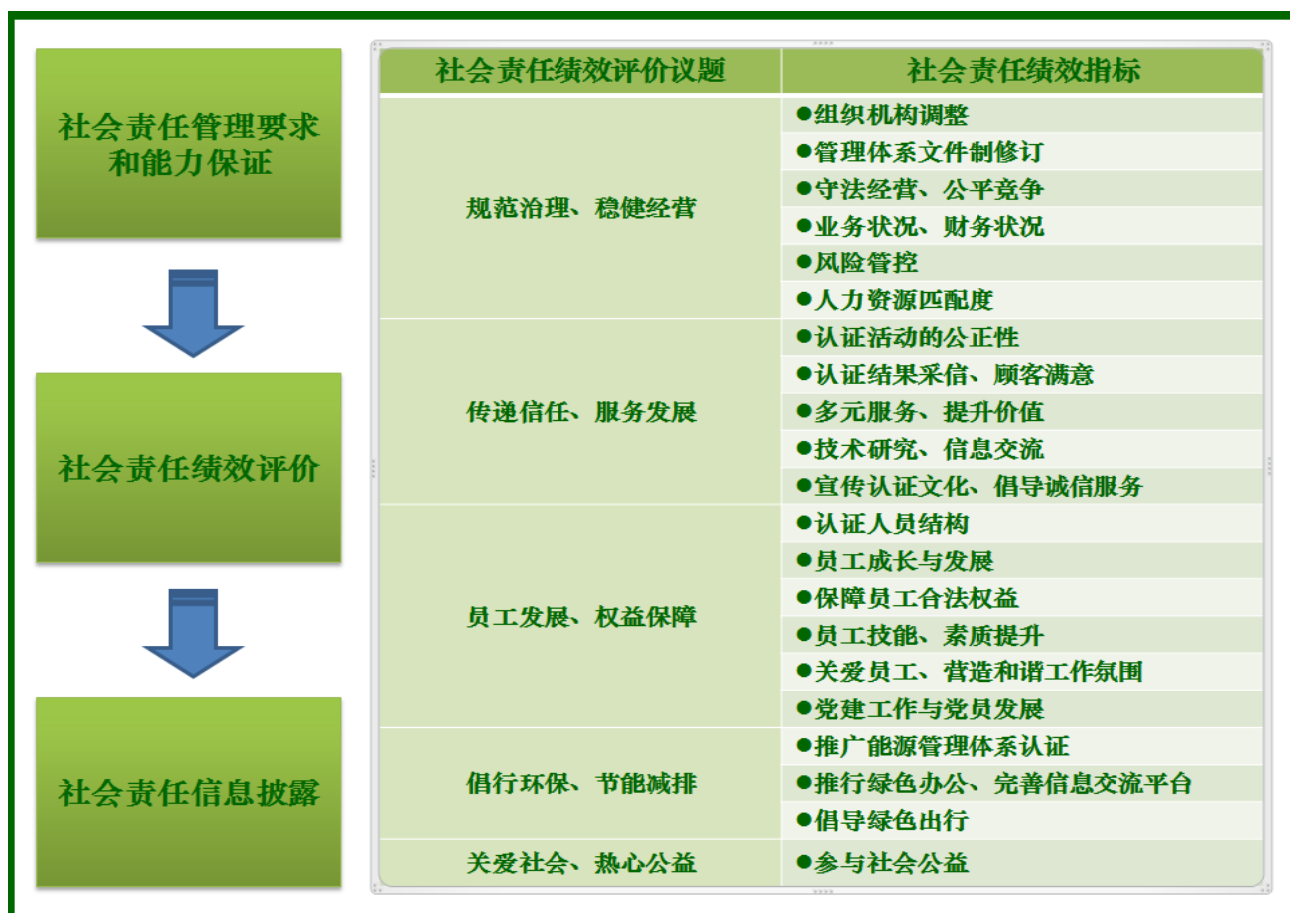 社会责任管理要求
和能力保证
社会责任绩效评价
社会责任信息披露
社会责任绩效评价议题
社会责任绩效指标
规范治理、稳健经营
●组织机构调整
●管理体系文件制修订
●守法经营、公平竞争
●业务状况、财务状况
●风险管控
●人力资源匹配度
传递信任、服务发展
●认证活动的公正性
●认证结果采信、顾客满意
●多元服务、提升价值
●技术研究、信息交流
●宣传认证文化、倡导诚信服务
员工发展、权益保障
●认证人员结构
●员工成长与发展
●保障员工合法权益
●员工技能、素质提升
●关爱员工、营造和谐工作氛围
●党建工作与党员发展
倡行环保、节能减排
●推广能源管理体系认证
●推行绿色办公、完善信息交流平台
●倡导绿色出行
关爱社会、热心公益
●参与社会公益